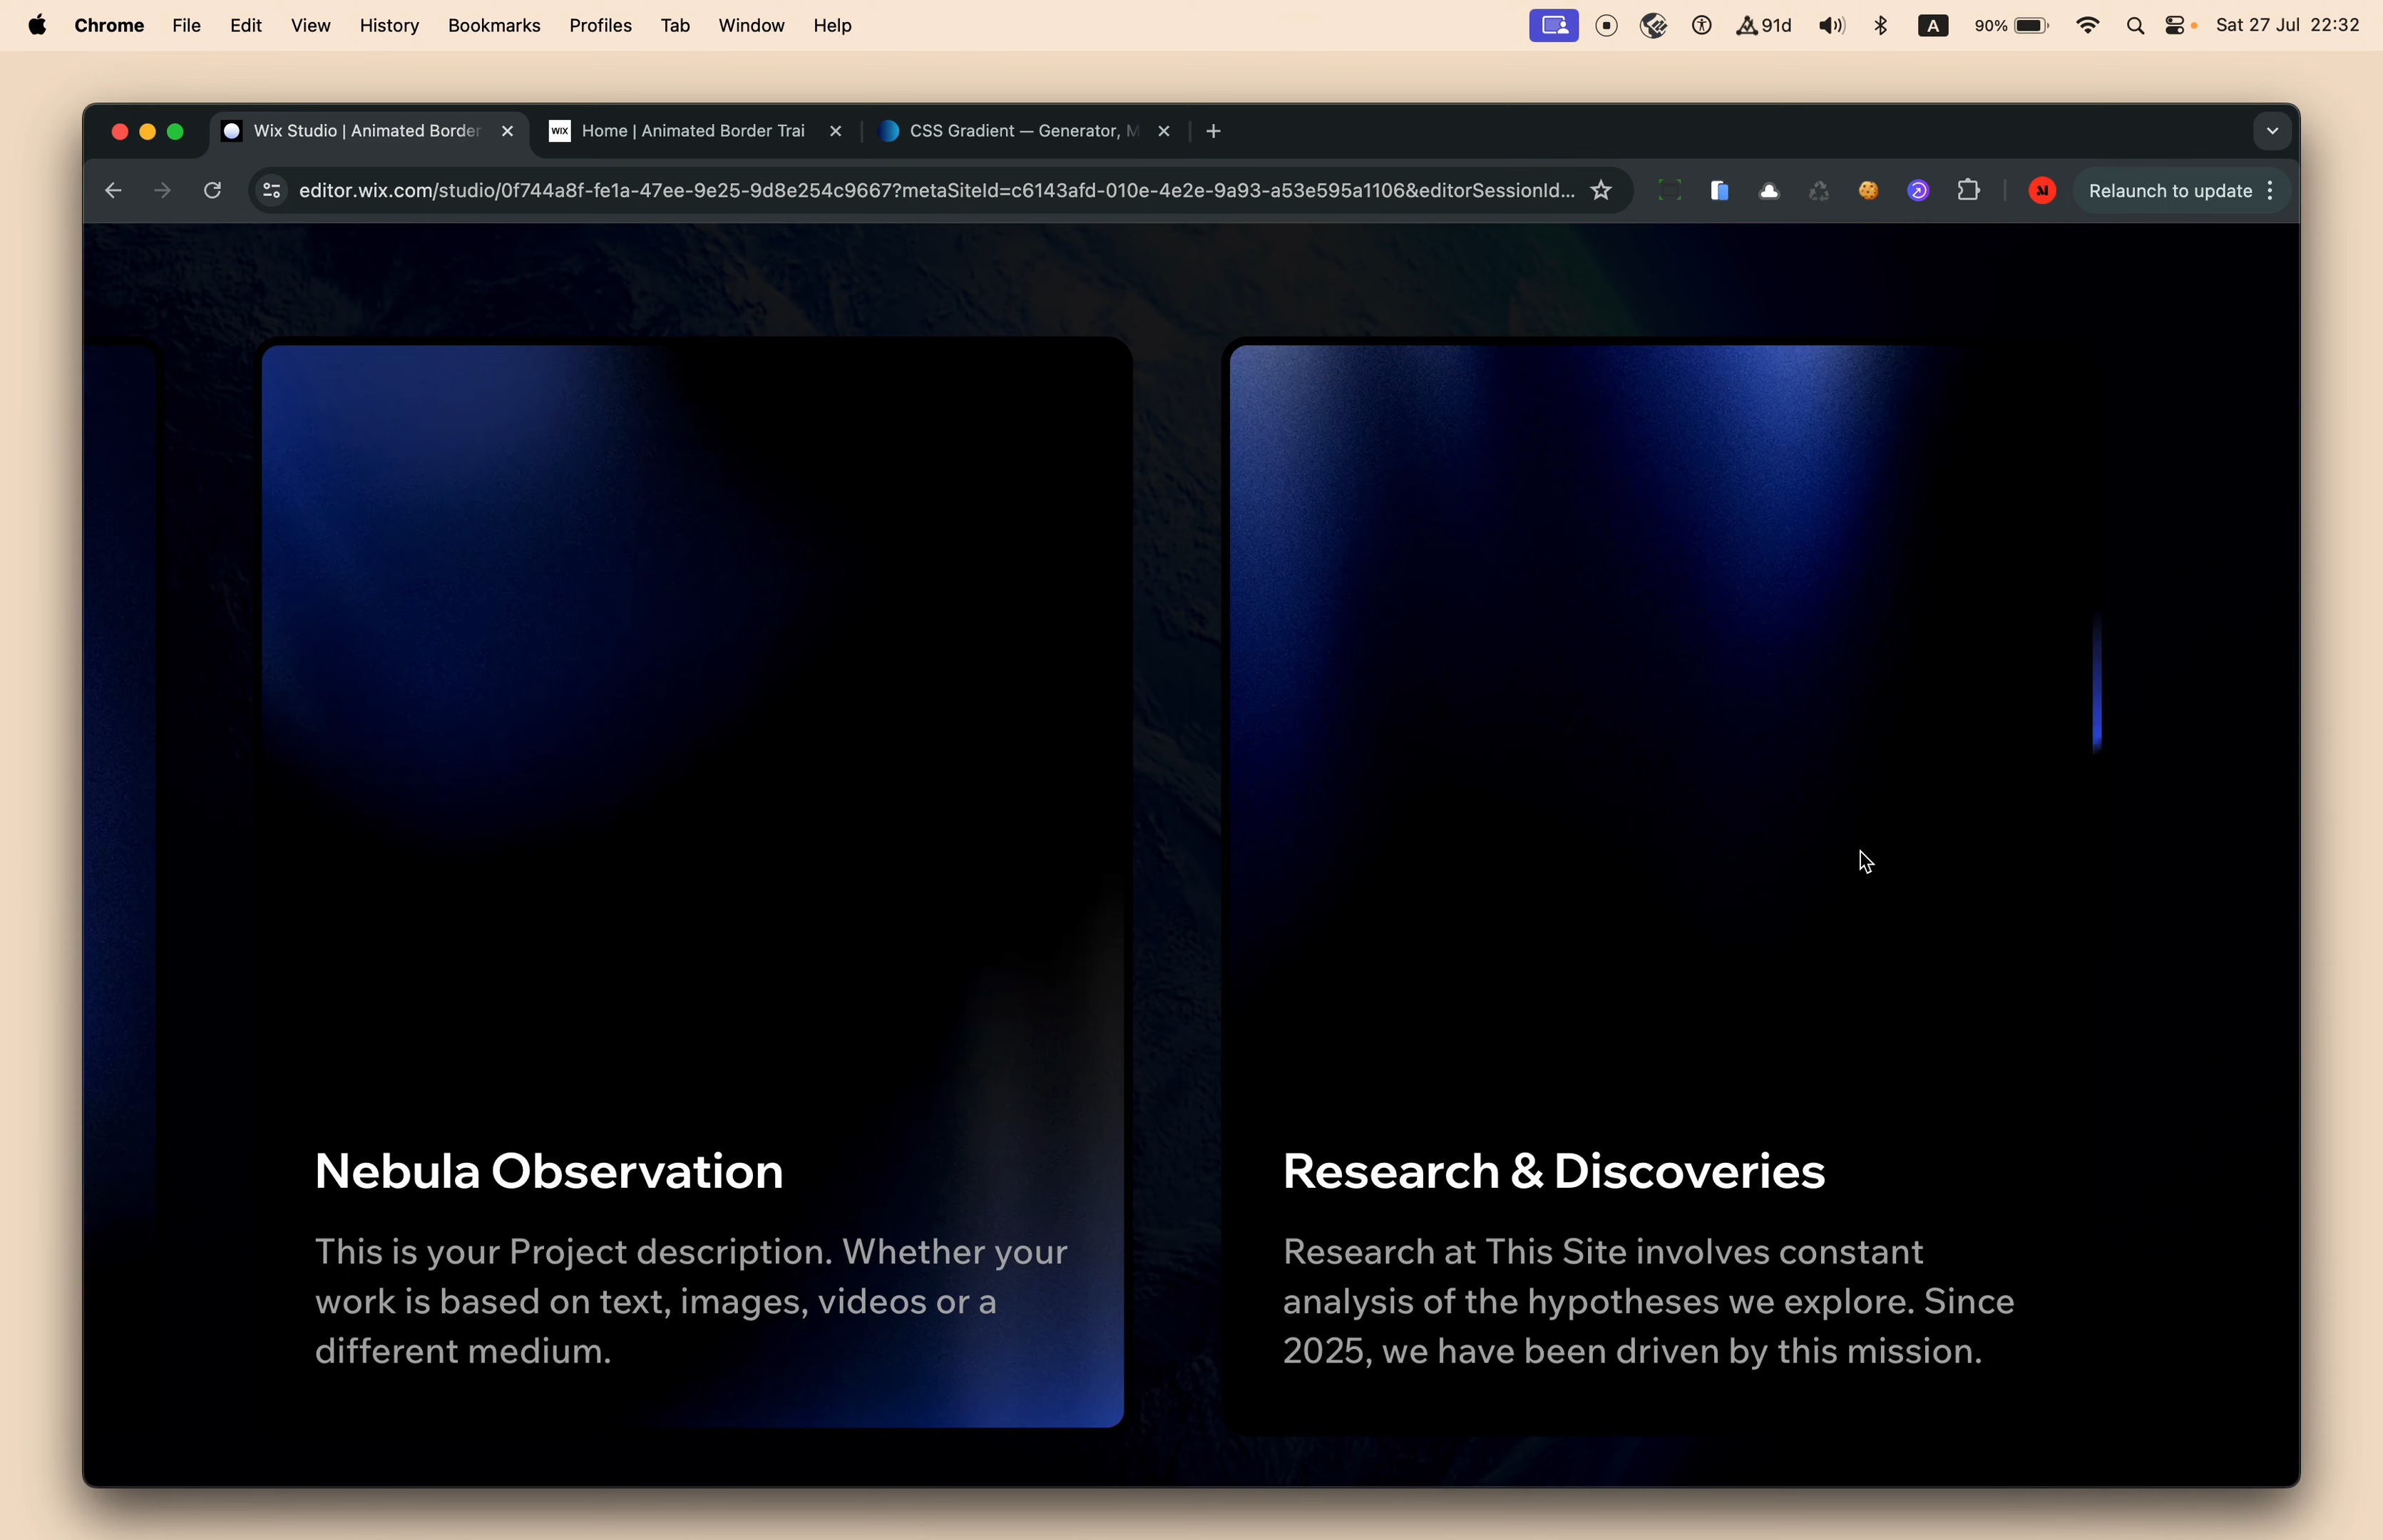 Chrome File Edit View History Bookmarks Profiles Tab Window Help 91d A 90% Sat 27 Jul 22:32
Wix Studio | Animated Border WIX Home | Animated Border Trai CSS Gradient — Generator, M
editor.wix.com/studio/0f744a8f-fe1a-47ee-9e25-9d8e254c9667?metaSiteId=c6143afd-010e-4e2e-9a93-a53e595a1106&editorSessionId... Relaunch to update
Nebula Observation
This is your Project description. Whether your
work is based on text, images, videos or a
different medium.
Research & Discoveries
Research at This Site involves constant
analysis of the hypotheses we explore. Since
2025, we have been driven by this mission.